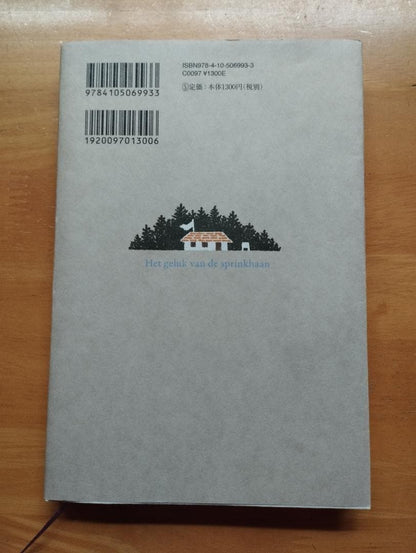 ISBN978-4-10-506993-3
C0097 ¥1300E
Ⓢ定価：本体1300円(税別)
9784105069933
1920097013006
Het geluk van de sprinkhaan